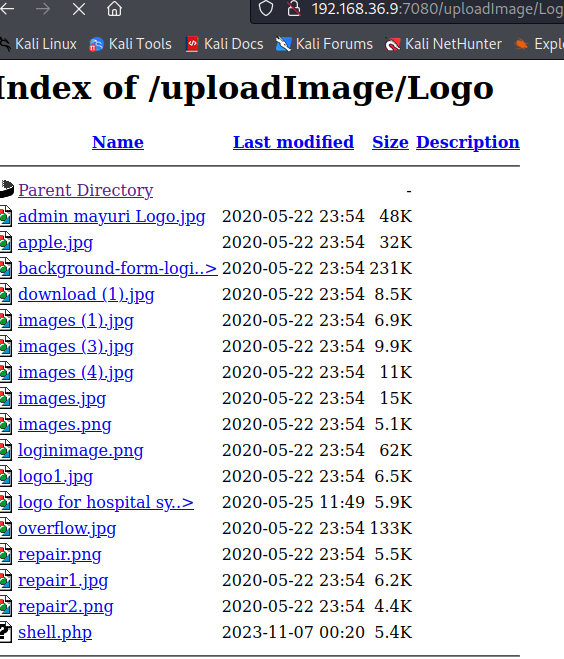 192.168.36.9:7080/uploadImage/Log
Kali Linux Kali Tools Kali Docs Kali Forums Kali NetHunter Explo
Index of /uploadImage/Logo
Name Last modified Size Description
Parent Directory -
admin mayuri Logo.jpg 2020-05-22 23:54 48K
apple.jpg 2020-05-22 23:54 32K
background-form-logi..> 2020-05-22 23:54 231K
download (1).jpg 2020-05-22 23:54 8.5K
images (1).jpg 2020-05-22 23:54 6.9K
images (3).jpg 2020-05-22 23:54 9.9K
images (4).jpg 2020-05-22 23:54 11K
images.jpg 2020-05-22 23:54 15K
images.png 2020-05-22 23:54 5.1K
loginimage.png 2020-05-22 23:54 62K
logo1.jpg 2020-05-22 23:54 6.5K
logo for hospital sy..> 2020-05-25 11:49 5.9K
overflow.jpg 2020-05-22 23:54 133K
repair.png 2020-05-22 23:54 5.5K
repair1.jpg 2020-05-22 23:54 6.2K
repair2.png 2020-05-22 23:54 4.4K
shell.php 2023-11-07 00:20 5.4K